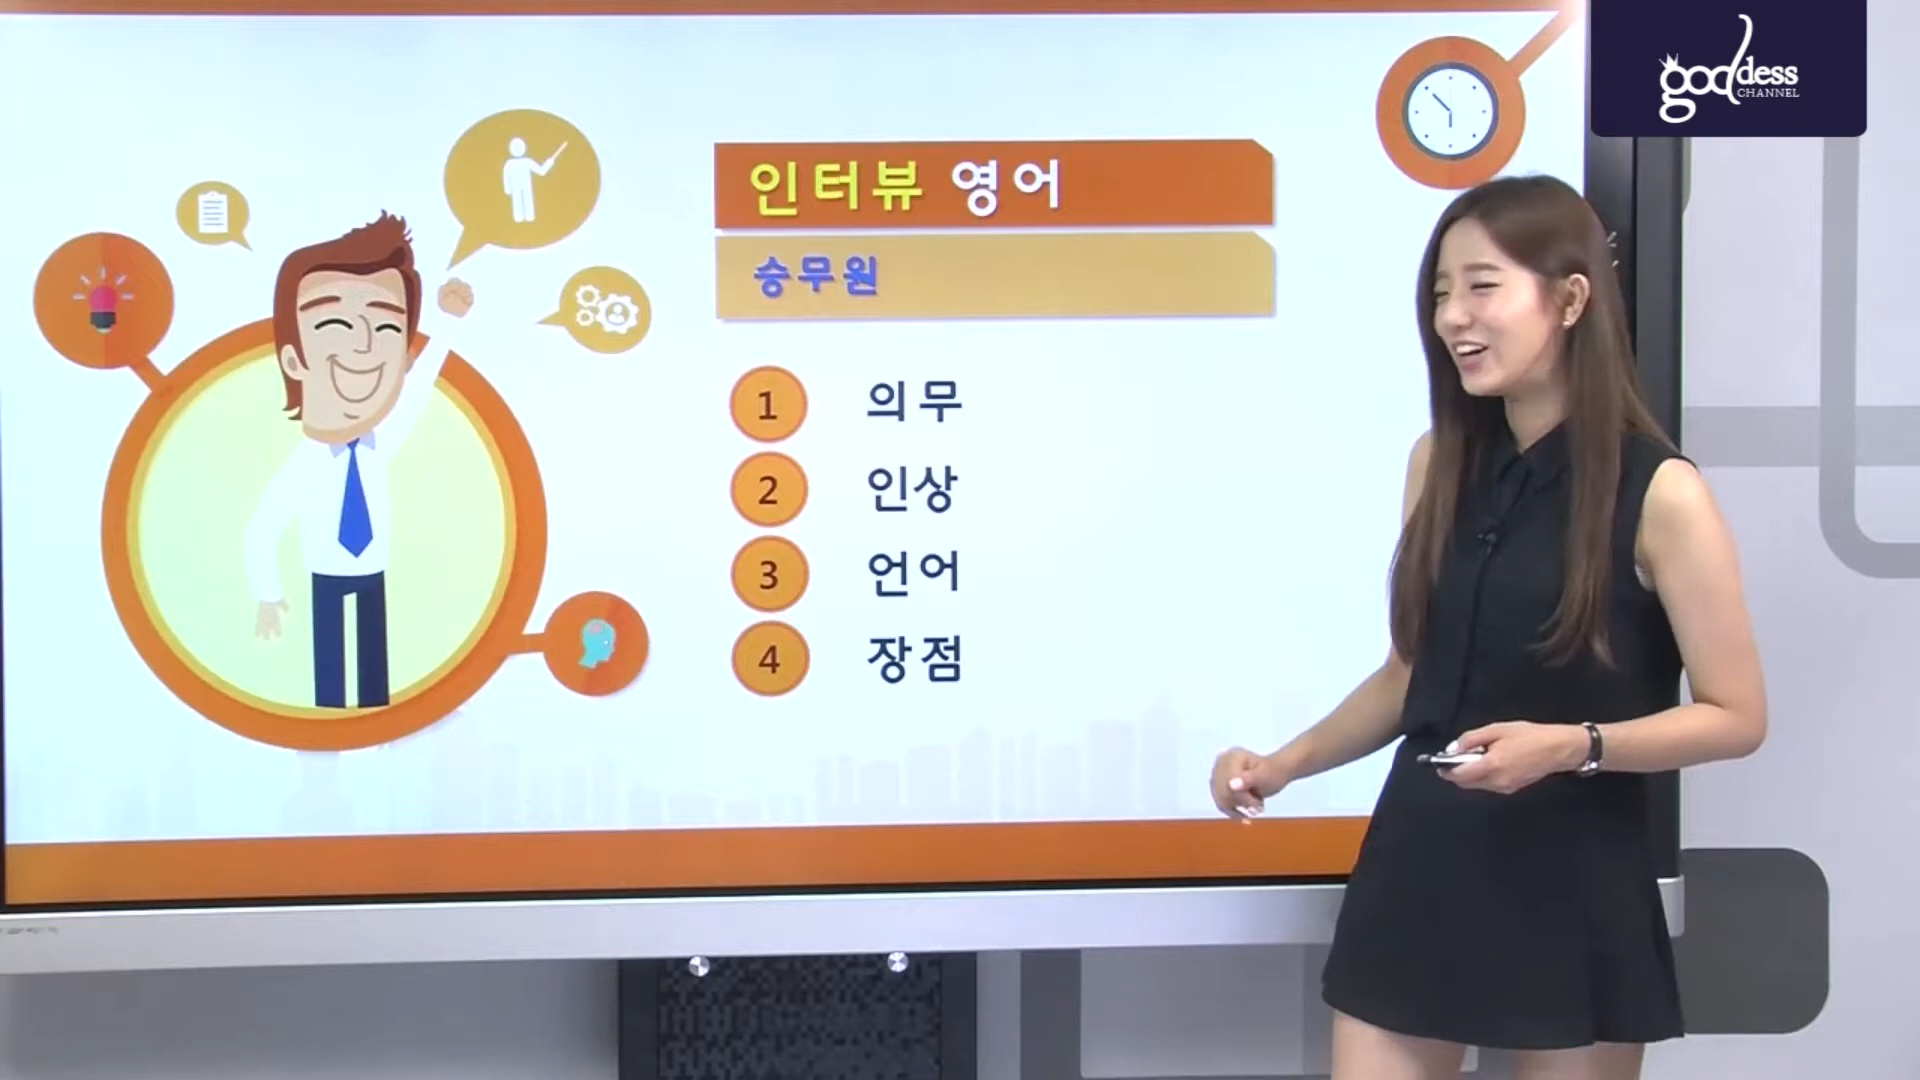 goddess
CHANNEL
인터뷰 영어
승무원
1 의무
2 인상
3 언어
4 장점